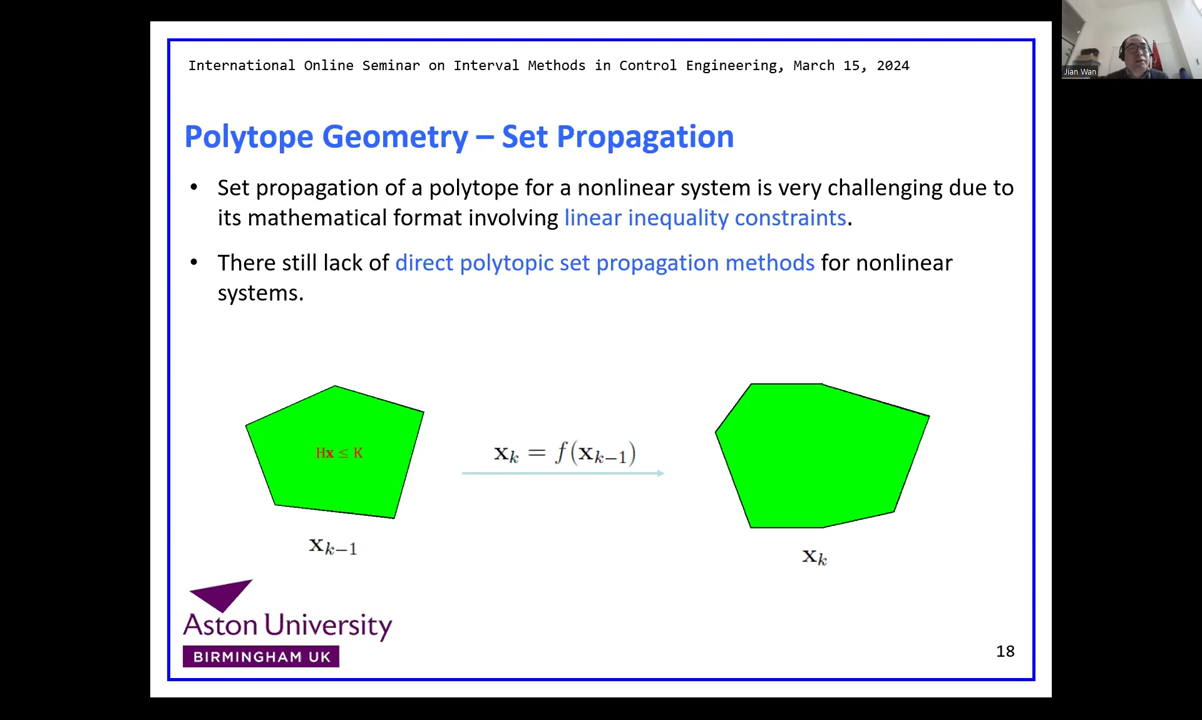 International Online Seminar on Interval Methods in Control Engineering, March 15, 2024
Jian Wan
Polytope Geometry – Set Propagation
• Set propagation of a polytope for a nonlinear system is very challenging due to
its mathematical format involving linear inequality constraints.
• There still lack of direct polytopic set propagation methods for nonlinear
systems.
Hx ≤ K
xₖ = f(xₖ₋₁)
xₖ₋₁
xₖ
Aston University
BIRMINGHAM UK
18